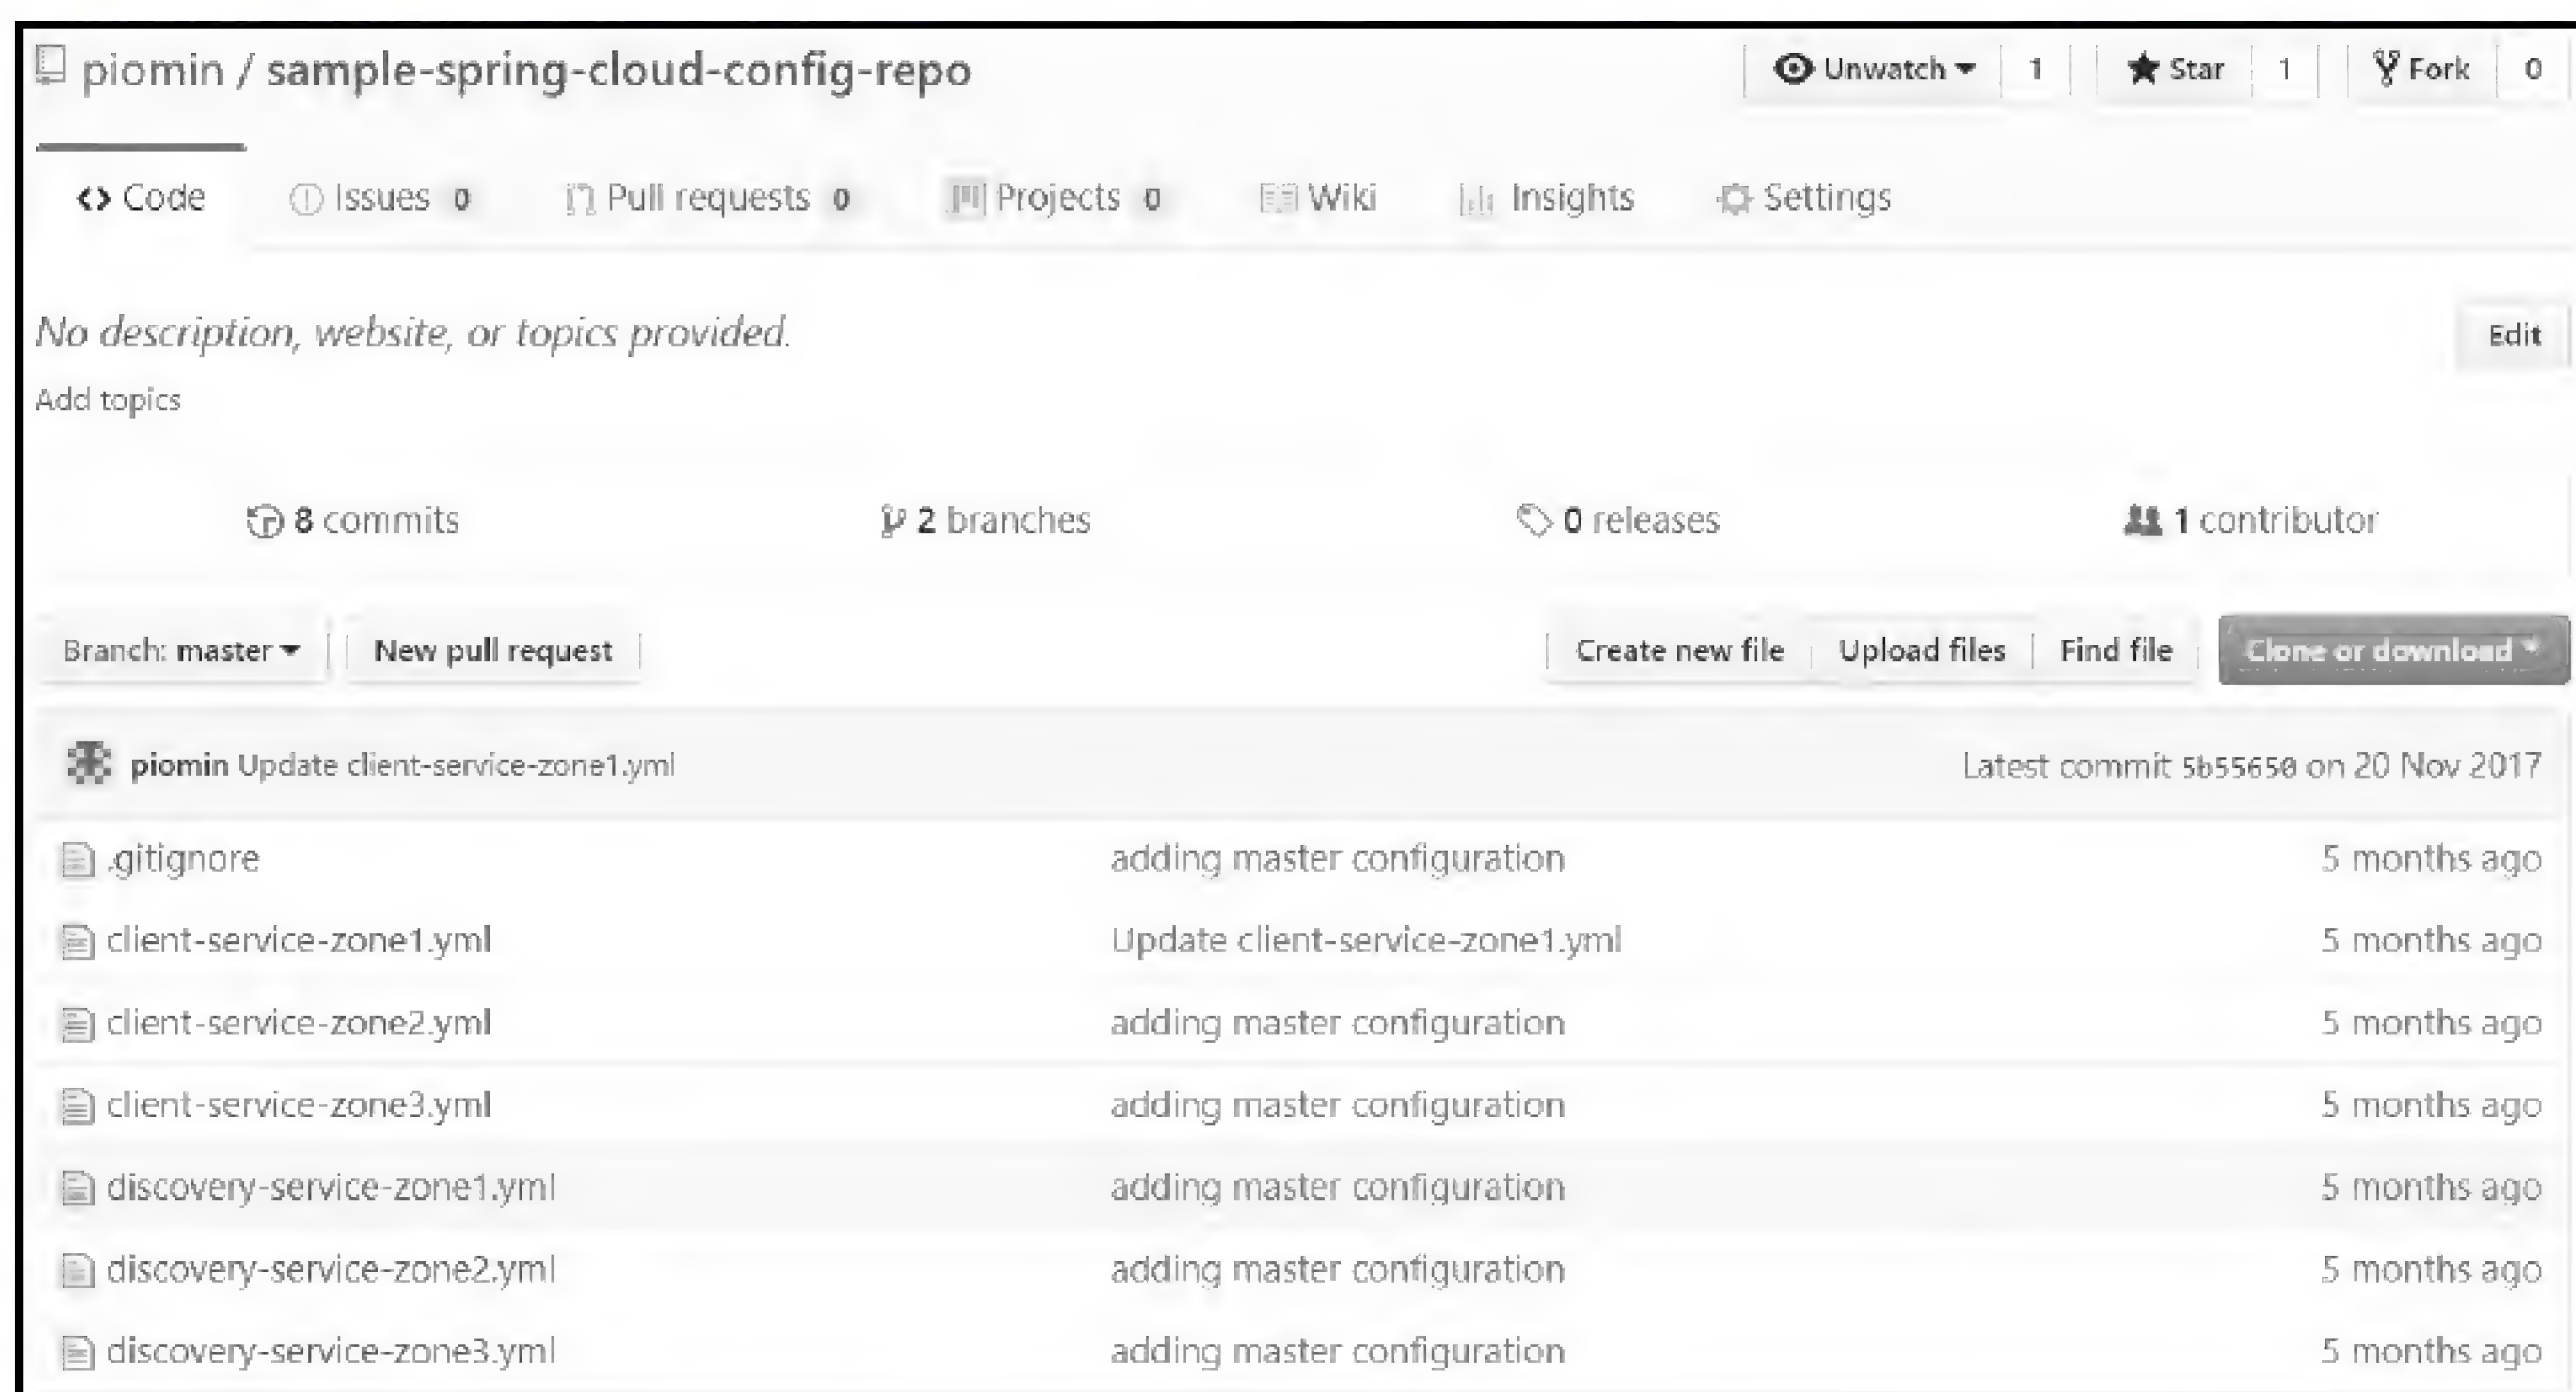 piomin / sample-spring-cloud-config-repo Unwatch 1 Star 1 Fork 0
Code Issues 0 Pull requests 0 Projects 0 Wiki Insights Settings
No description, website, or topics provided. Edit
Add topics
8 commits 2 branches 0 releases 1 contributor
Branch: master New pull request Create new file Upload files Find file Clone or download
piomin Update client-service-zone1.yml Latest commit 5b55650 on 20 Nov 2017
.gitignore adding master configuration 5 months ago
client-service-zone1.yml Update client-service-zone1.yml 5 months ago
client-service-zone2.yml adding master configuration 5 months ago
client-service-zone3.yml adding master configuration 5 months ago
discovery-service-zone1.yml adding master configuration 5 months ago
discovery-service-zone2.yml adding master configuration 5 months ago
discovery-service-zone3.yml adding master configuration 5 months ago